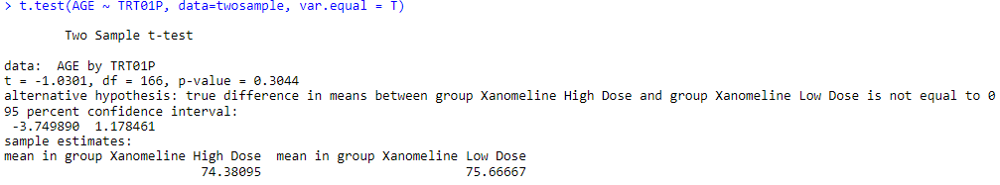 > t.test(AGE ~ TRT01P, data=twosample, var.equal = T)
Two Sample t-test
data:  AGE by TRT01P
t = -1.0301, df = 166, p-value = 0.3044
alternative hypothesis: true difference in means between group Xanomeline High Dose and group Xanomeline Low Dose is not equal to 0
95 percent confidence interval:
 -3.749890  1.178461
sample estimates:
mean in group Xanomeline High Dose  mean in group Xanomeline Low Dose
                          74.38095                           75.66667